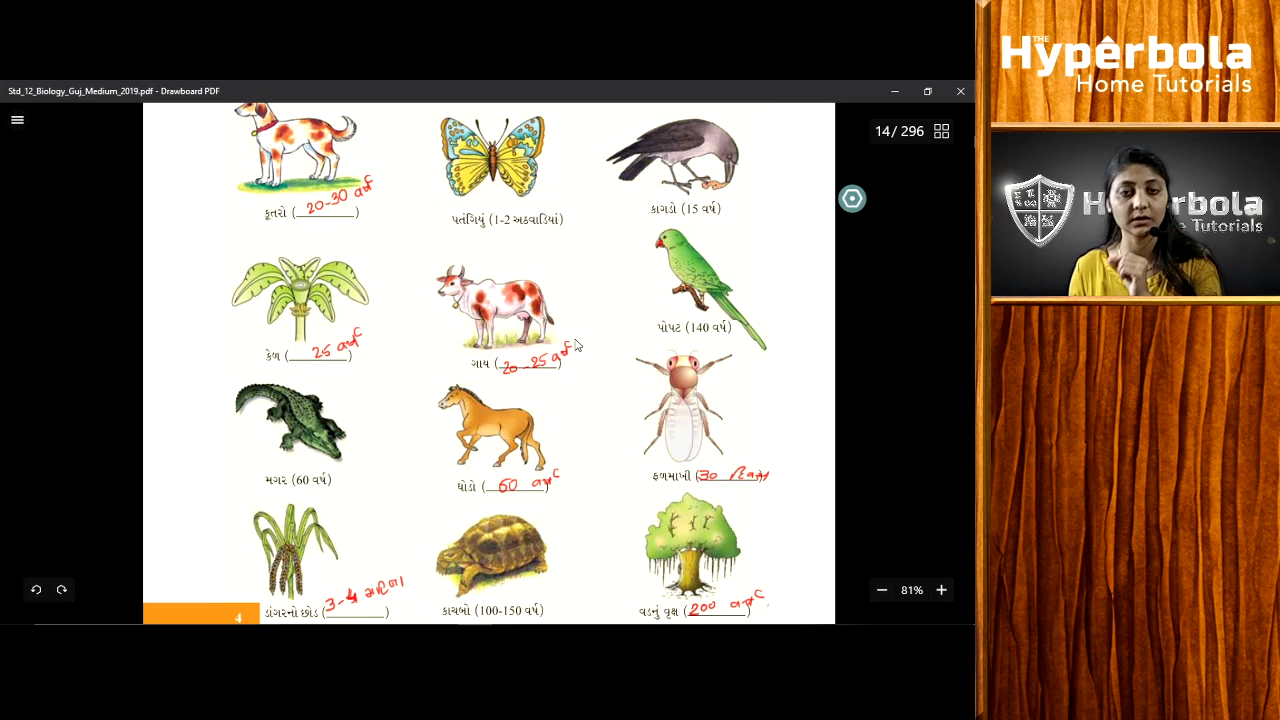 THE
Hypêrbola
Home Tutorials
Std_12_Biology_Guj_Medium_2019.pdf - Drawboard PDF
14/296
કૂતરો (20-30 વર્ષ)
પતંગિયું (1-2 અઠવાડિયાં)
કાગડો (15 વર્ષ)
કેળ (25 વર્ષ)
ગાય (20-25 વર્ષ)
પોપટ (140 વર્ષ)
મગર (60 વર્ષ)
ઘોડો (60 વર્ષ)
ફળમાખી (30 દિવસ)
ડાંગરનો છોડ (3-4 મહિના)
કાચબો (100-150 વર્ષ)
વડનું વૃક્ષ (200 વર્ષ)
4
81%